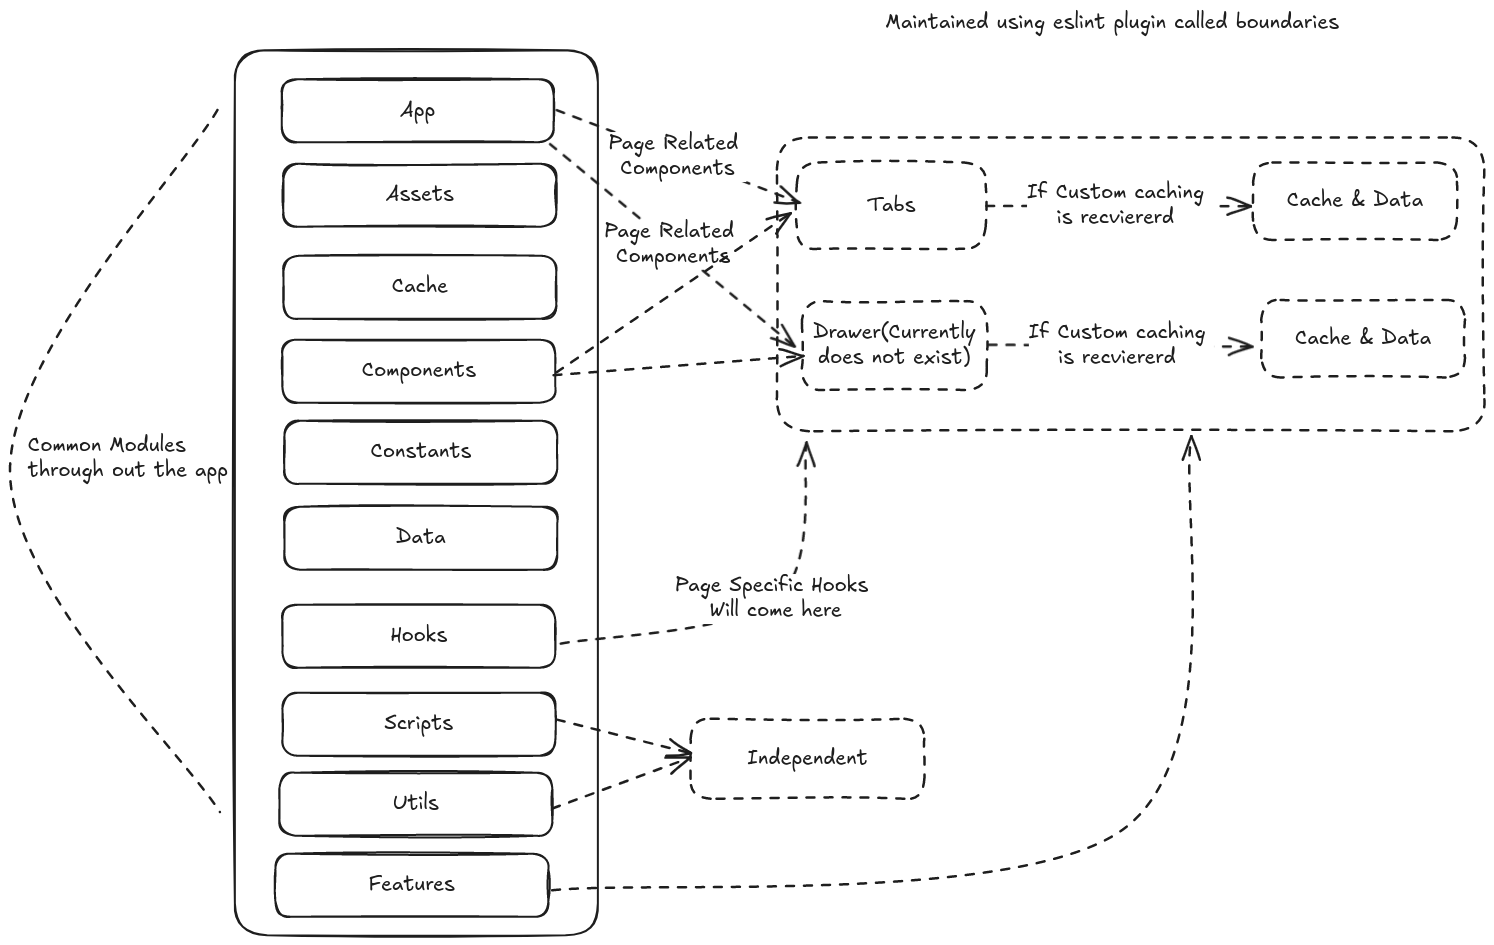 Maintained using eslint plugin called boundaries
App
Assets
Cache
Components
Constants
Data
Hooks
Scripts
Utils
Features
Common Modules
through out the app
Page Related
Components
Page Related
Components
Tabs
If Custom caching
is recviererd
Cache & Data
Drawer(Currently
does not exist)
If Custom caching
is recviererd
Cache & Data
Page Specific Hooks
Will come here
Independent